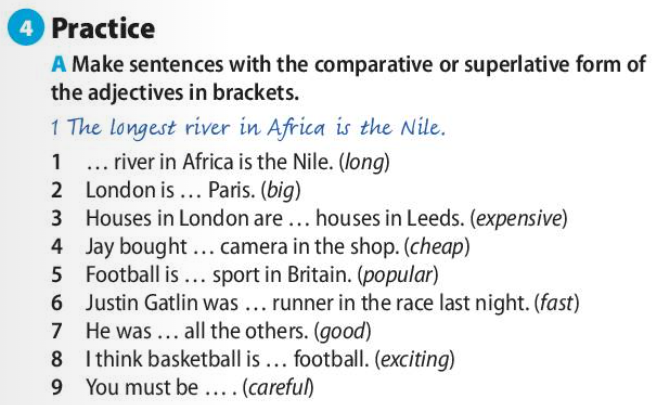 4 Practice
A Make sentences with the comparative or superlative form of
the adjectives in brackets.
1 The longest river in Africa is the Nile.
1 … river in Africa is the Nile. (long)
2 London is … Paris. (big)
3 Houses in London are … houses in Leeds. (expensive)
4 Jay bought … camera in the shop. (cheap)
5 Football is … sport in Britain. (popular)
6 Justin Gatlin was … runner in the race last night. (fast)
7 He was … all the others. (good)
8 I think basketball is … football. (exciting)
9 You must be … . (careful)